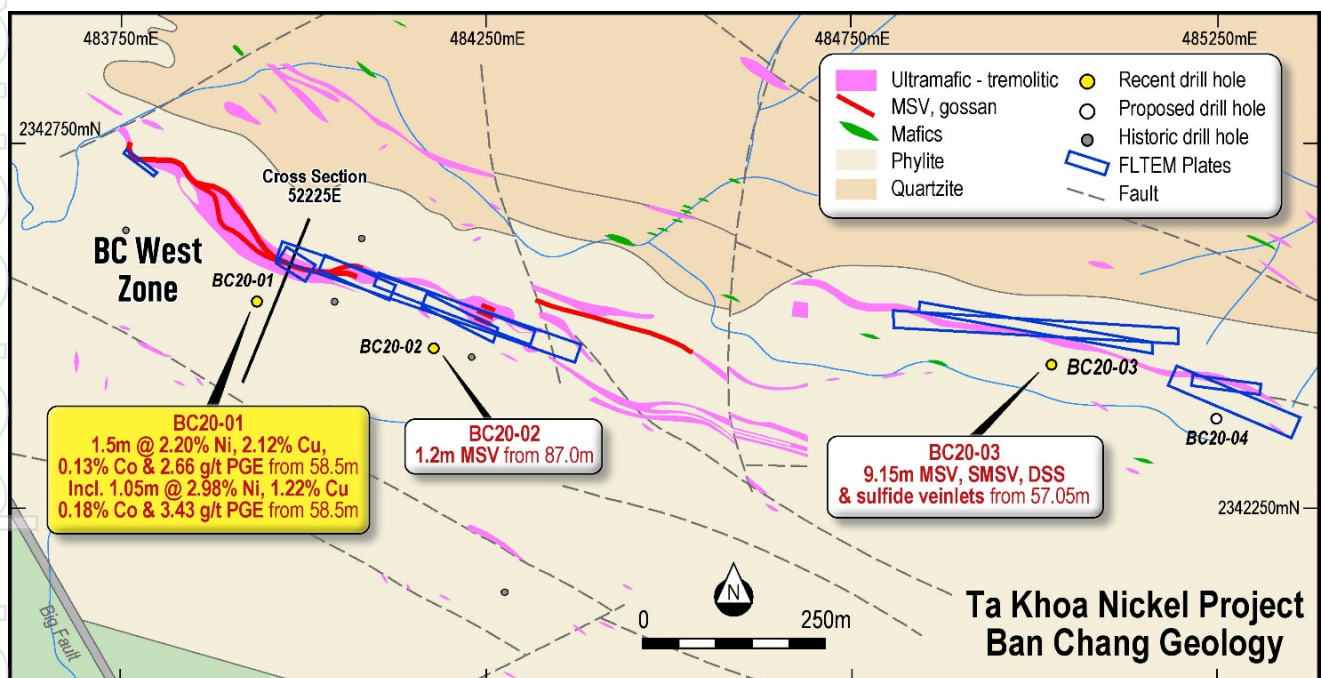 483750mE
484250mE
484750mE
485250mE
2342750mN
Ultramafic - tremolitic
MSV, gossan
Mafics
Phylite
Quartzite
Recent drill hole
Proposed drill hole
Historic drill hole
FLTEM Plates
Fault
Cross Section
52225E
BC West
Zone
BC20-01
BC20-02
BC20-03
BC20-04
BC20-01
1.5m @ 2.20% Ni, 2.12% Cu,
0.13% Co & 2.66 g/t PGE from 58.5m
Incl. 1.05m @ 2.98% Ni, 1.22% Cu
0.18% Co & 3.43 g/t PGE from 58.5m
BC20-02
1.2m MSV from 87.0m
BC20-03
9.15m MSV, SMSV, DSS
& sulfide veinlets from 57.05m
2342250mN
Big Fault
N
0 250m
Ta Khoa Nickel Project
Ban Chang Geology